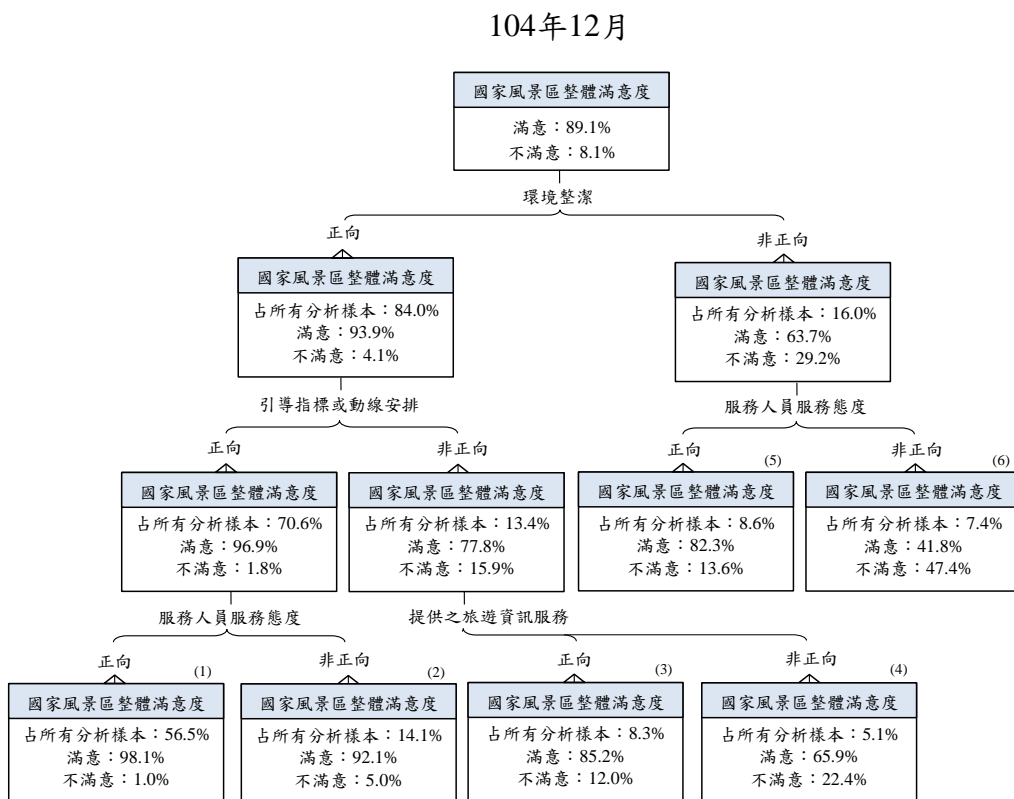 104年12月
國家風景區整體滿意度
滿意：89.1%
不滿意：8.1%
環境整潔
正向
非正向
國家風景區整體滿意度
占所有分析樣本：84.0%
滿意：93.9%
不滿意：4.1%
國家風景區整體滿意度
占所有分析樣本：16.0%
滿意：63.7%
不滿意：29.2%
引導指標或動線安排
服務人員服務態度
正向
非正向
正向
(5)
非正向
(6)
國家風景區整體滿意度
占所有分析樣本：70.6%
滿意：96.9%
不滿意：1.8%
國家風景區整體滿意度
占所有分析樣本：13.4%
滿意：77.8%
不滿意：15.9%
國家風景區整體滿意度
占所有分析樣本：8.6%
滿意：82.3%
不滿意：13.6%
國家風景區整體滿意度
占所有分析樣本：7.4%
滿意：41.8%
不滿意：47.4%
服務人員服務態度
提供之旅遊資訊服務
正向
(1)
非正向
(2)
正向
(3)
非正向
(4)
國家風景區整體滿意度
占所有分析樣本：56.5%
滿意：98.1%
不滿意：1.0%
國家風景區整體滿意度
占所有分析樣本：14.1%
滿意：92.1%
不滿意：5.0%
國家風景區整體滿意度
占所有分析樣本：8.3%
滿意：85.2%
不滿意：12.0%
國家風景區整體滿意度
占所有分析樣本：5.1%
滿意：65.9%
不滿意：22.4%